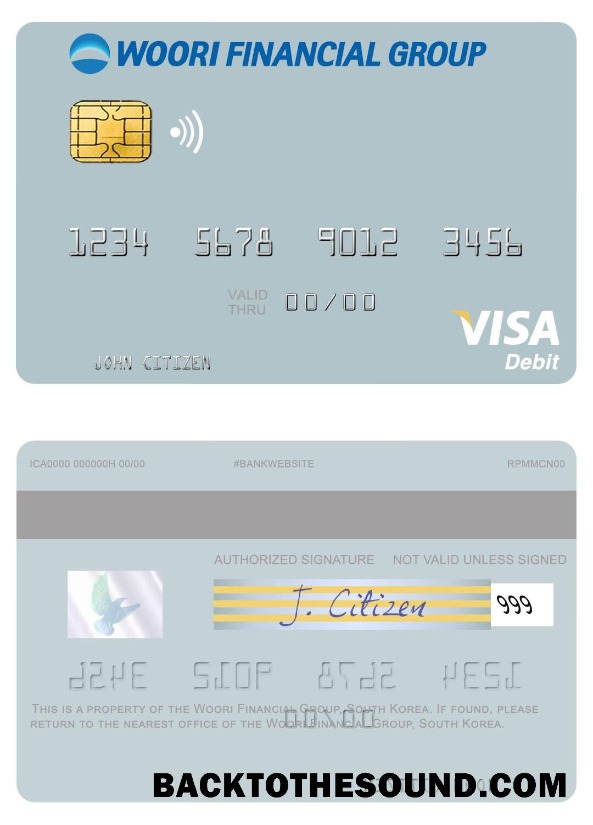 WOORI FINANCIAL GROUP
1234 5678 9012 3456
VALID THRU 00/00
VISA
Debit
JOHN CITIZEN
ICA0000 000000H 00/00 #BANKWEBSITE RPMMCN00
AUTHORIZED SIGNATURE NOT VALID UNLESS SIGNED
J. Citizen 999
THIS IS A PROPERTY OF THE WOORI FINANCIAL GROUP, SOUTH KOREA. IF FOUND, PLEASE
RETURN TO THE NEAREST OFFICE OF THE WOORI FINANCIAL GROUP, SOUTH KOREA.
BACKTOTHESOUND.COM